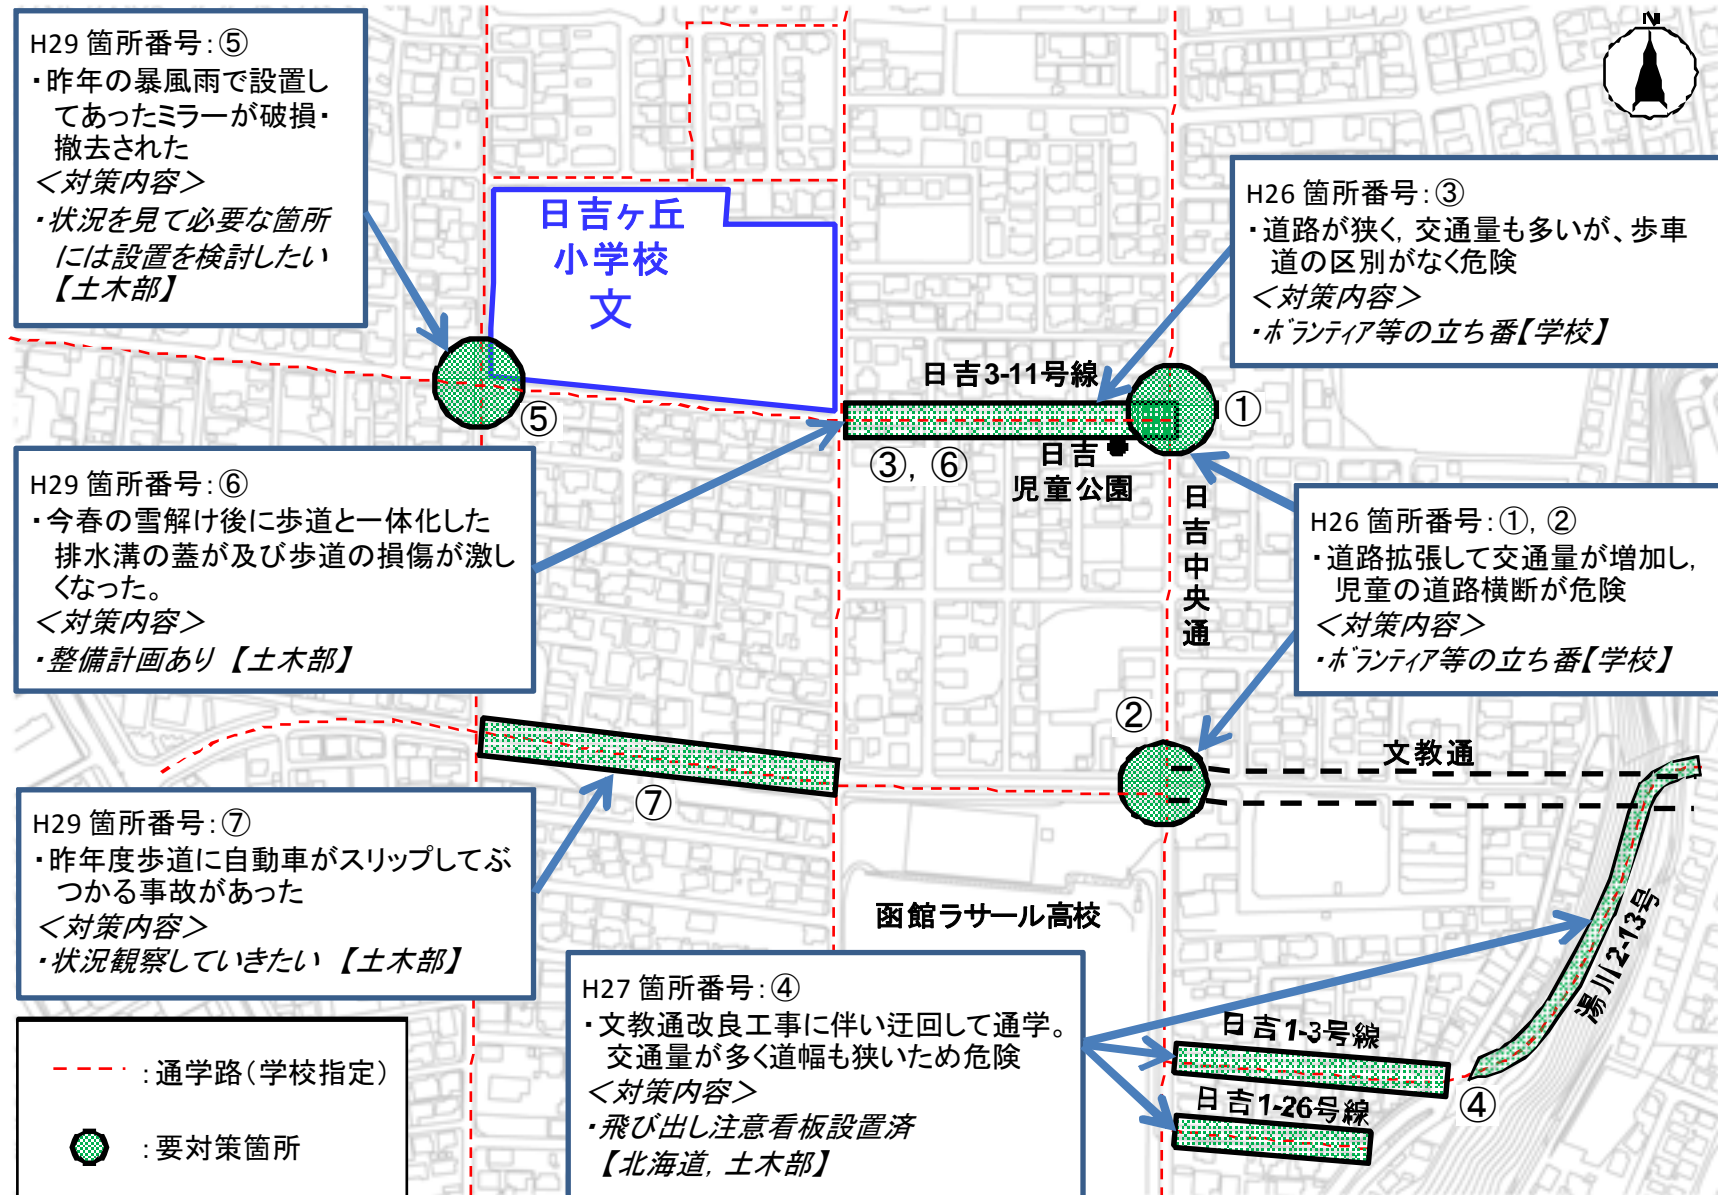 H29 箇所番号：⑤
・昨年の暴風雨で設置し
てあったミラーが破損・
撤去された
＜対策内容＞
・状況を見て必要な箇所
には設置を検討したい
【土木部】
N
日吉ヶ丘
小学校
文
H26 箇所番号：③
・道路が狭く，交通量も多いが、歩車
道の区別がなく危険
＜対策内容＞
・ボランティア等の立ち番【学校】
日吉3-11号線
①
⑤
③，⑥
日吉
児童公園
日吉中央通
H29 箇所番号：⑥
・今春の雪解け後に歩道と一体化した
排水溝の蓋が及び歩道の損傷が激し
くなった。
＜対策内容＞
・整備計画あり 【土木部】
H26 箇所番号：①，②
・道路拡張して交通量が増加し，
児童の道路横断が危険
＜対策内容＞
・ボランティア等の立ち番【学校】
②
文教通
⑦
H29 箇所番号：⑦
・昨年度歩道に自動車がスリップしてぶ
つかる事故があった
＜対策内容＞
・状況観察していきたい 【土木部】
函館ラサール高校
湯川2-13号
H27 箇所番号：④
・文教通改良工事に伴い迂回して通学。
交通量が多く道幅も狭いため危険
＜対策内容＞
・飛び出し注意看板設置済
【北海道，土木部】
日吉1-3号線
④
日吉1-26号線
：通学路（学校指定）
：要対策箇所